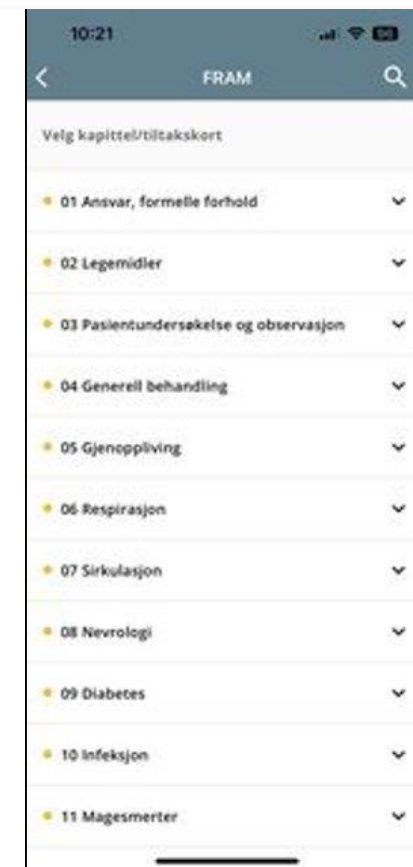 10:21
FRAM
Velg kapittel/tiltakskort
01 Ansvar, formelle forhold
02 Legemidler
03 Pasientundersøkelse og observasjon
04 Generell behandling
05 Gjenoppliving
06 Respirasjon
07 Sirkulasjon
08 Nevrologi
09 Diabetes
10 Infeksjon
11 Magesmerter